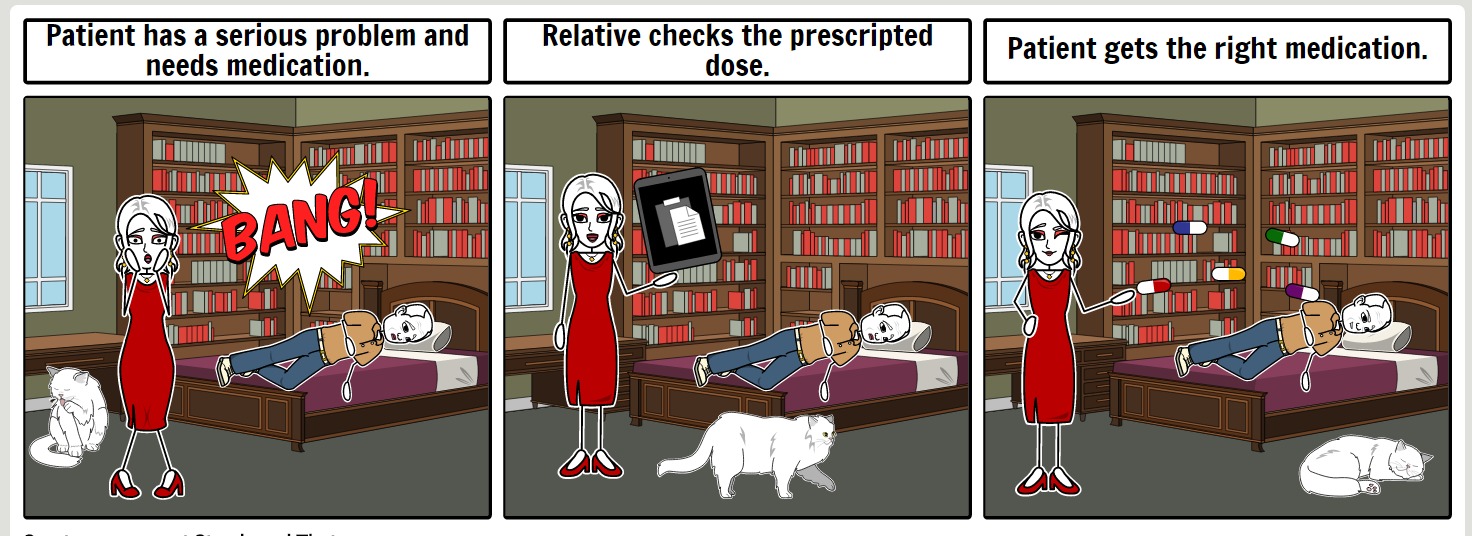 Patient has a serious problem and
needs medication.
Relative checks the prescripted
dose.
Patient gets the right medication.
BANG!